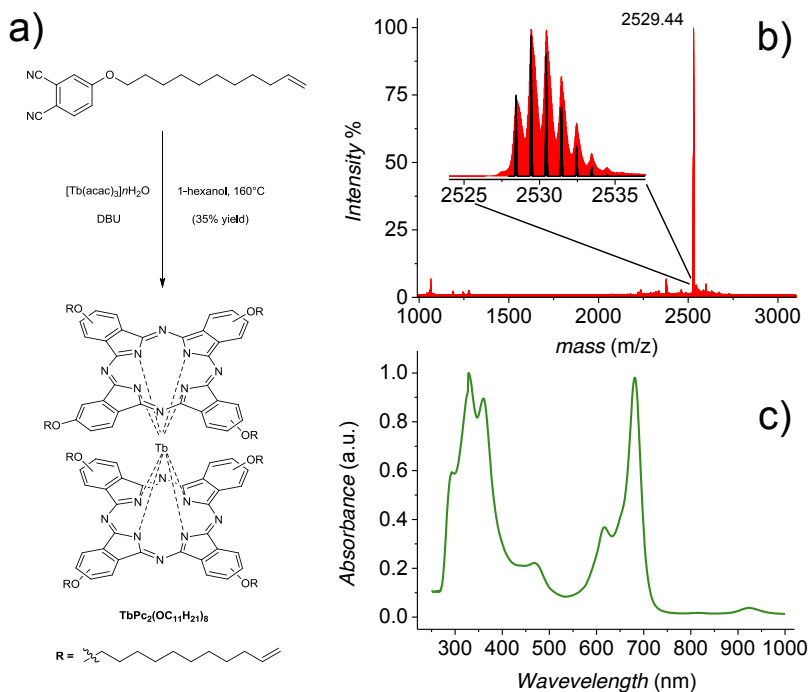 a)
NC
NC
O
[Tb(acac)3]nH2O
1-hexanol, 160°C
DBU
(35% yield)
RO
OR
N
N
N
N
N
N
N
N
RO
OR
Tb
RO
OR
N
N
N
N
N
N
N
N
RO
OR
TbPc2(OC11H21)8
R =
b)
2529.44
Intensity %
100
75
50
25
0
2525
2530
2535
1000
1500
2000
2500
3000
mass (m/z)
c)
Absorbance (a.u.)
1.0
0.8
0.6
0.4
0.2
0.0
300
400
500
600
700
800
900
1000
Wavevelength (nm)